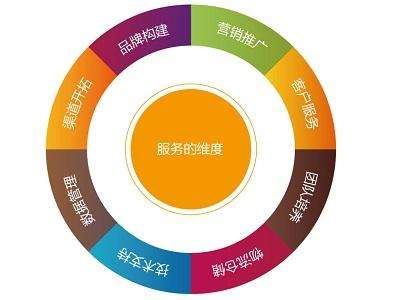 服务的维度
营销推广
客户服务
团队培养
物流仓储
技术支持
数据管理
渠道开拓
品牌构建